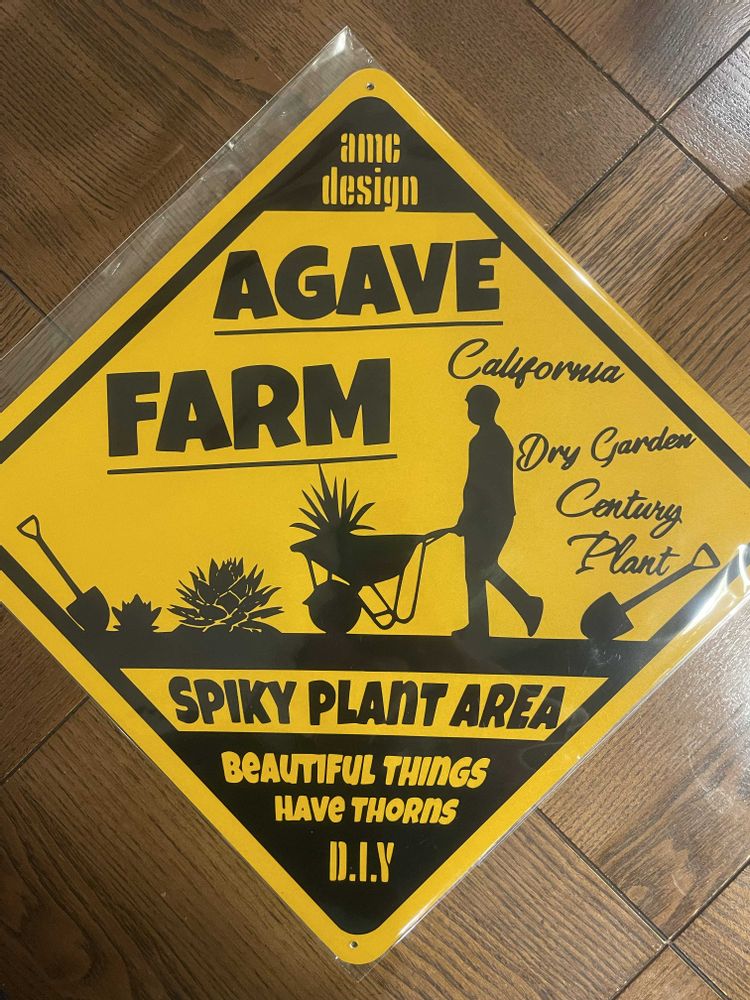 amc
design
AGAVE
FARM
California
Dry Garden
Century
Plant
SPIKY PLANT AREA
BEAUTIFUL THINGS
HAVE THORNS
D.I.Y